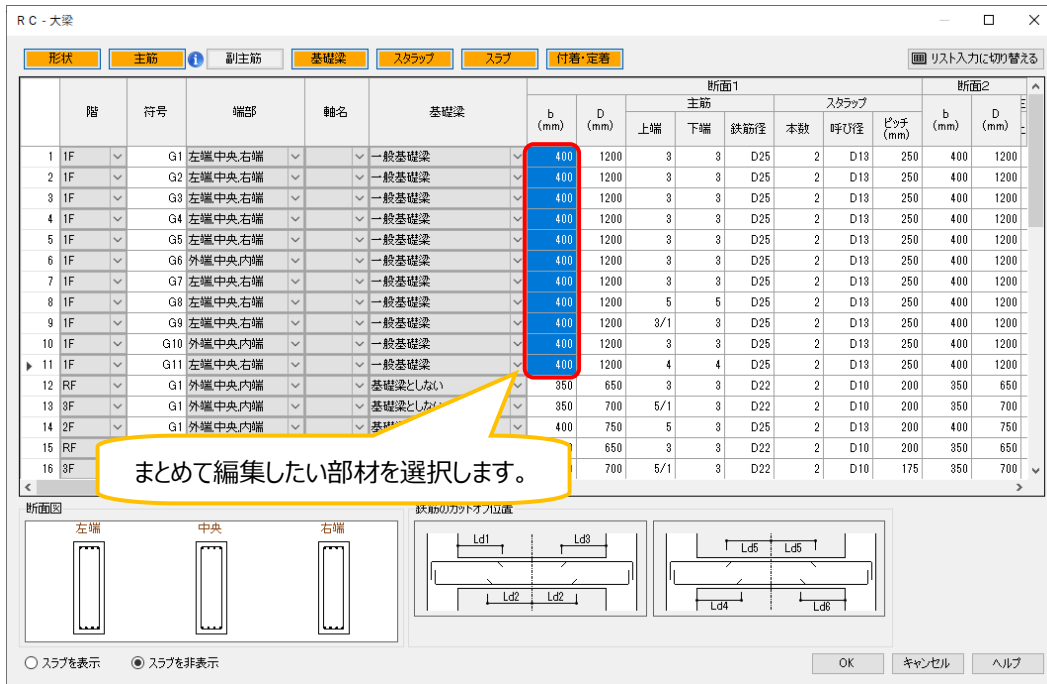 RC - 大梁
形状 主筋 副主筋 基礎梁 スタラップ スラブ 付着・定着 リスト入力に切り替える
断面1 断面2
主筋 スタラップ
階 符号 端部 軸名 基礎梁 b (mm) D (mm) 上端 下端 鉄筋径 本数 呼び径 ピッチ (mm) b (mm) D (mm)
1 1F G1 左端,中央,右端 一般基礎梁 400 1200 3 3 D25 2 D13 250 400 1200
2 1F G2 左端,中央,右端 一般基礎梁 400 1200 3 3 D25 2 D13 250 400 1200
3 1F G3 左端,中央,右端 一般基礎梁 400 1200 3 3 D25 2 D13 250 400 1200
4 1F G4 左端,中央,右端 一般基礎梁 400 1200 3 3 D25 2 D13 250 400 1200
5 1F G5 左端,中央,右端 一般基礎梁 400 1200 3 3 D25 2 D13 250 400 1200
6 1F G6 外端,中央,内端 一般基礎梁 400 1200 3 3 D25 2 D13 250 400 1200
7 1F G7 左端,中央,右端 一般基礎梁 400 1200 3 3 D25 2 D13 250 400 1200
8 1F G8 左端,中央,右端 一般基礎梁 400 1200 5 5 D25 2 D13 250 400 1200
9 1F G9 左端,中央,右端 一般基礎梁 400 1200 3/1 3 D25 2 D13 250 400 1200
10 1F G10 外端,中央,内端 一般基礎梁 400 1200 3 3 D25 2 D13 250 400 1200
11 1F G11 左端,中央,右端 一般基礎梁 400 1200 4 4 D25 2 D13 250 400 1200
12 RF G1 外端,中央,内端 基礎梁としない 350 650 3 3 D22 2 D10 200 350 650
13 3F G1 外端,中央,内端 基礎梁としない 350 700 5/1 3 D22 2 D10 200 350 700
14 2F G1 外端,中央,内端 400 750 5 3 D25 2 D13 200 400 750
15 RF 650 3 3 D22 2 D10 200 350 650
16 3F 700 5/1 3 D22 2 D10 175 350 700
まとめて編集したい部材を選択します。
断面図
左端 中央 右端
鉄筋のカットオフ位置
Ld1 Ld3 Ld5 Ld5
Ld2 Ld2 Ld4 Ld6
スラブを表示 スラブを非表示
OK キャンセル ヘルプ